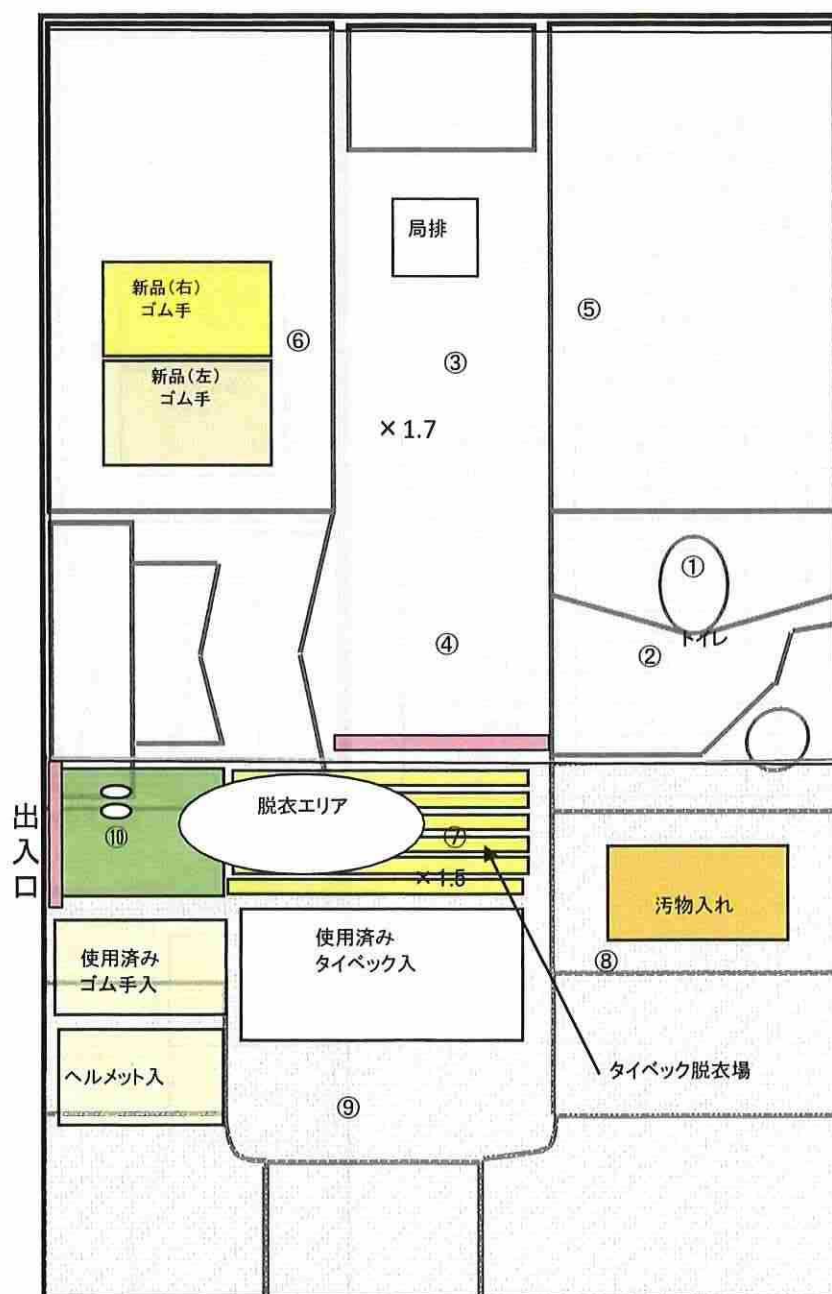 局排
新品(右)
ゴム手
⑥
⑤
③
新品(左)
ゴム手
×1.7
①
④
②
トイレ
出入口
脱衣エリア
⑩
⑦
×1.5
汚物入れ
使用済み
ゴム手入
使用済み
タイベック入
⑧
ヘルメット入
タイベック脱衣場
⑨